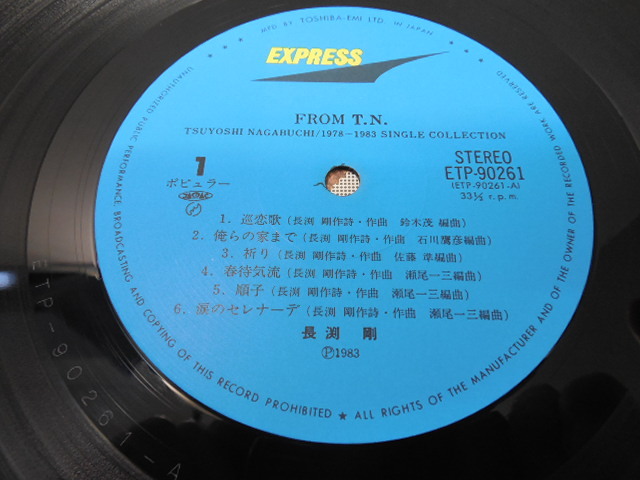 MFD BY TOSHIBA-EMI LTD. IN JAPAN
EXPRESS
FROM T.N.
TSUYOSHI NAGABUCHI/1978-1983 SINGLE COLLECTION
1
ポピュラー
STEREO
ETP-90261
(ETP-90261-A)
33⅓ r.p.m.
1. 巡恋歌 (長渕 剛作詩・作曲 鈴木茂 編曲)
2. 俺らの家まで (長渕 剛作詩・作曲 石川鷹彦編曲)
3. 祈り (長渕 剛作詩・作曲 佐藤 準編曲)
4. 春待気流 (長渕 剛作詩・作曲 瀬尾一三編曲)
5. 順子 (長渕 剛作詩・作曲 瀬尾一三編曲)
6. 涙のセレナーデ (長渕 剛作詩・作曲 瀬尾一三編曲)
長渕 剛
Ⓟ1983
UNAUTHORIZED PUBLIC PERFORMANCE, BROADCASTING AND COPYING OF THIS RECORD PROHIBITED ★ ALL RIGHTS OF THE MANUFACTURER AND OF THE OWNER OF THE RECORDED WORK ARE RESERVED
ETP-90261-A